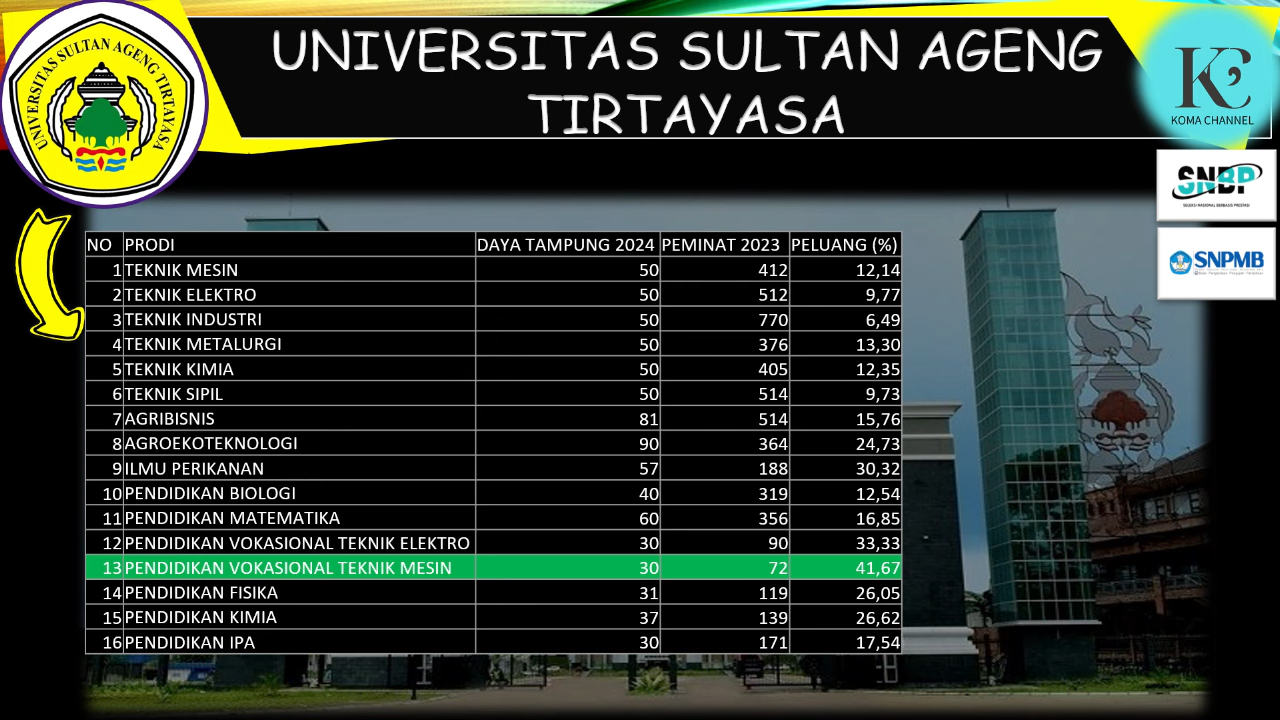 UNIVERSITAS SULTAN AGENG
TIRTAYASA
UNIVERSITAS SULTAN AGENG TIRTAYASA
KC
KOMA CHANNEL
SNBP
SELEKSI NASIONAL BERBASIS PRESTASI
SNPMB
NO PRODI DAYA TAMPUNG 2024 PEMINAT 2023 PELUANG (%)
1 TEKNIK MESIN 50 412 12,14
2 TEKNIK ELEKTRO 50 512 9,77
3 TEKNIK INDUSTRI 50 770 6,49
4 TEKNIK METALURGI 50 376 13,30
5 TEKNIK KIMIA 50 405 12,35
6 TEKNIK SIPIL 50 514 9,73
7 AGRIBISNIS 81 514 15,76
8 AGROEKOTEKNOLOGI 90 364 24,73
9 ILMU PERIKANAN 57 188 30,32
10 PENDIDIKAN BIOLOGI 40 319 12,54
11 PENDIDIKAN MATEMATIKA 60 356 16,85
12 PENDIDIKAN VOKASIONAL TEKNIK ELEKTRO 30 90 33,33
13 PENDIDIKAN VOKASIONAL TEKNIK MESIN 30 72 41,67
14 PENDIDIKAN FISIKA 31 119 26,05
15 PENDIDIKAN KIMIA 37 139 26,62
16 PENDIDIKAN IPA 30 171 17,54